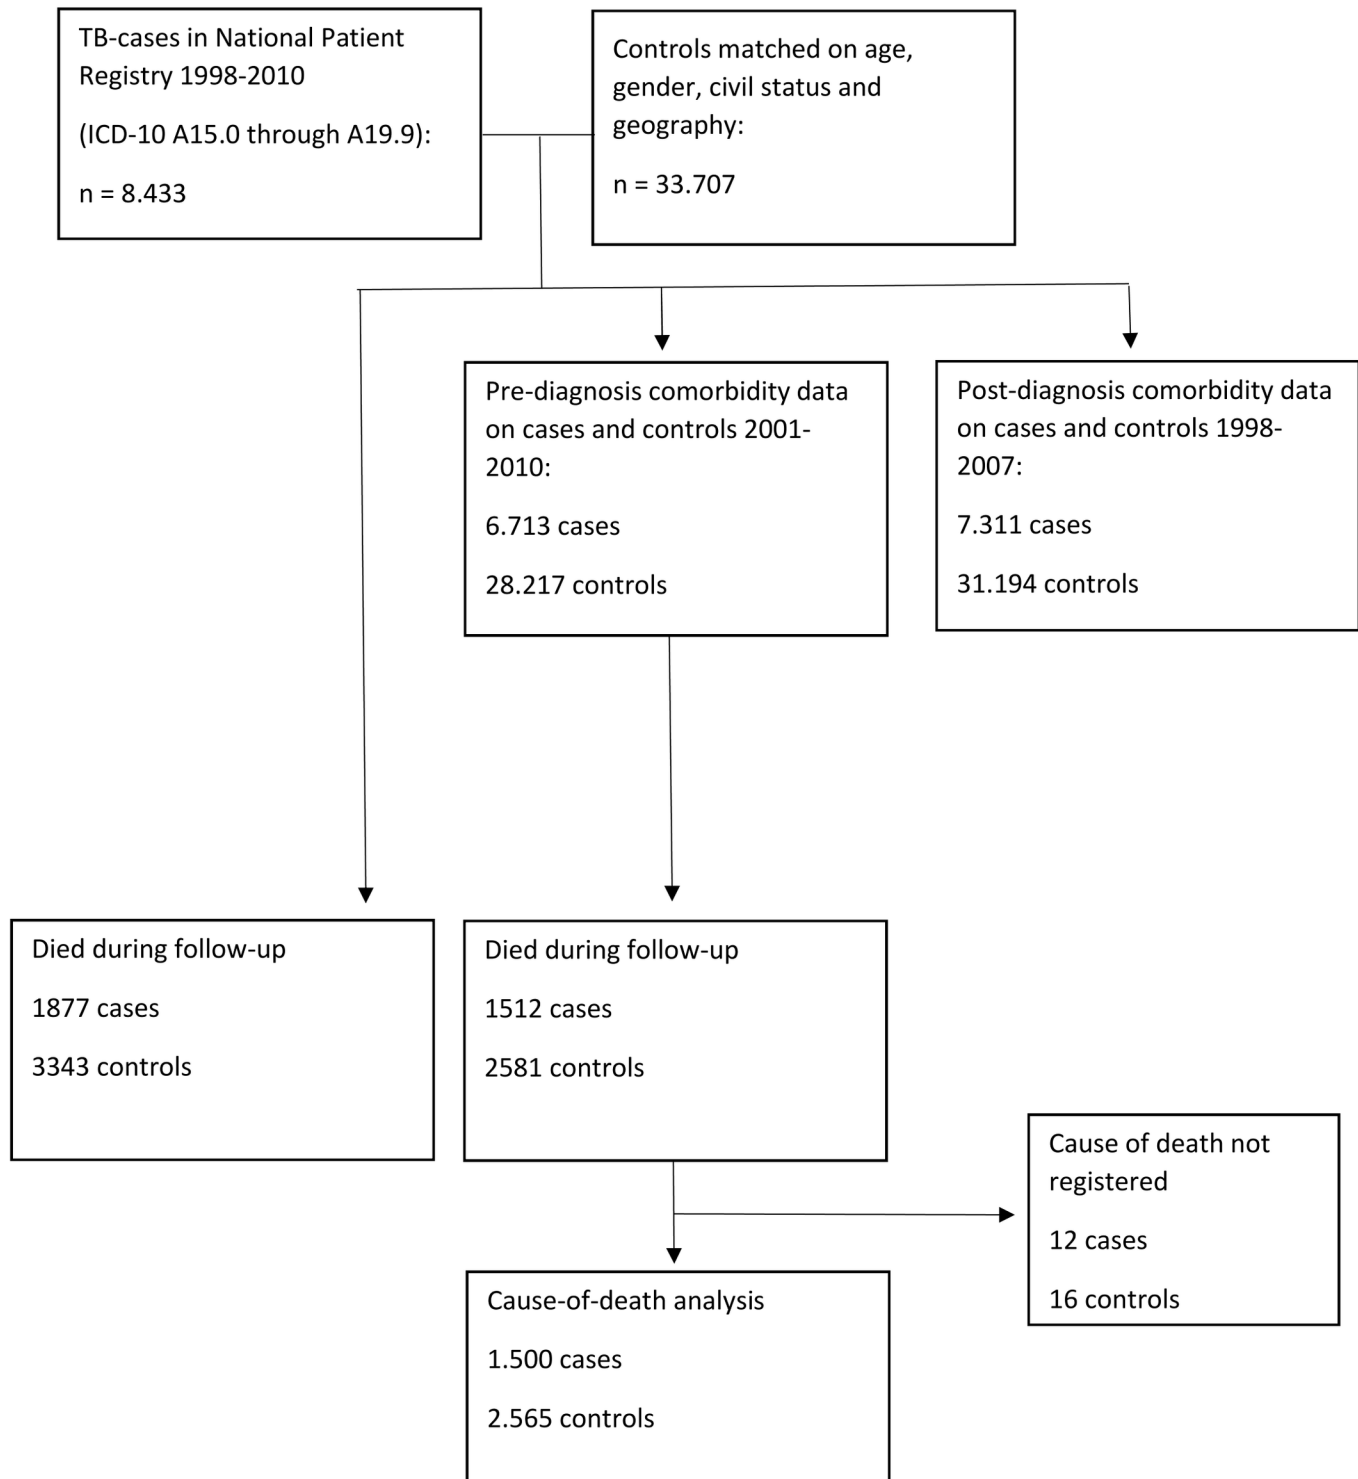 TB-cases in National Patient
Registry 1998-2010
(ICD-10 A15.0 through A19.9):
n = 8.433
Controls matched on age,
gender, civil status and
geography:
n = 33.707
Pre-diagnosis comorbidity data
on cases and controls 2001-
2010:
6.713 cases
28.217 controls
Post-diagnosis comorbidity data
on cases and controls 1998-
2007:
7.311 cases
31.194 controls
Died during follow-up
1877 cases
3343 controls
Died during follow-up
1512 cases
2581 controls
Cause of death not
registered
12 cases
16 controls
Cause-of-death analysis
1.500 cases
2.565 controls